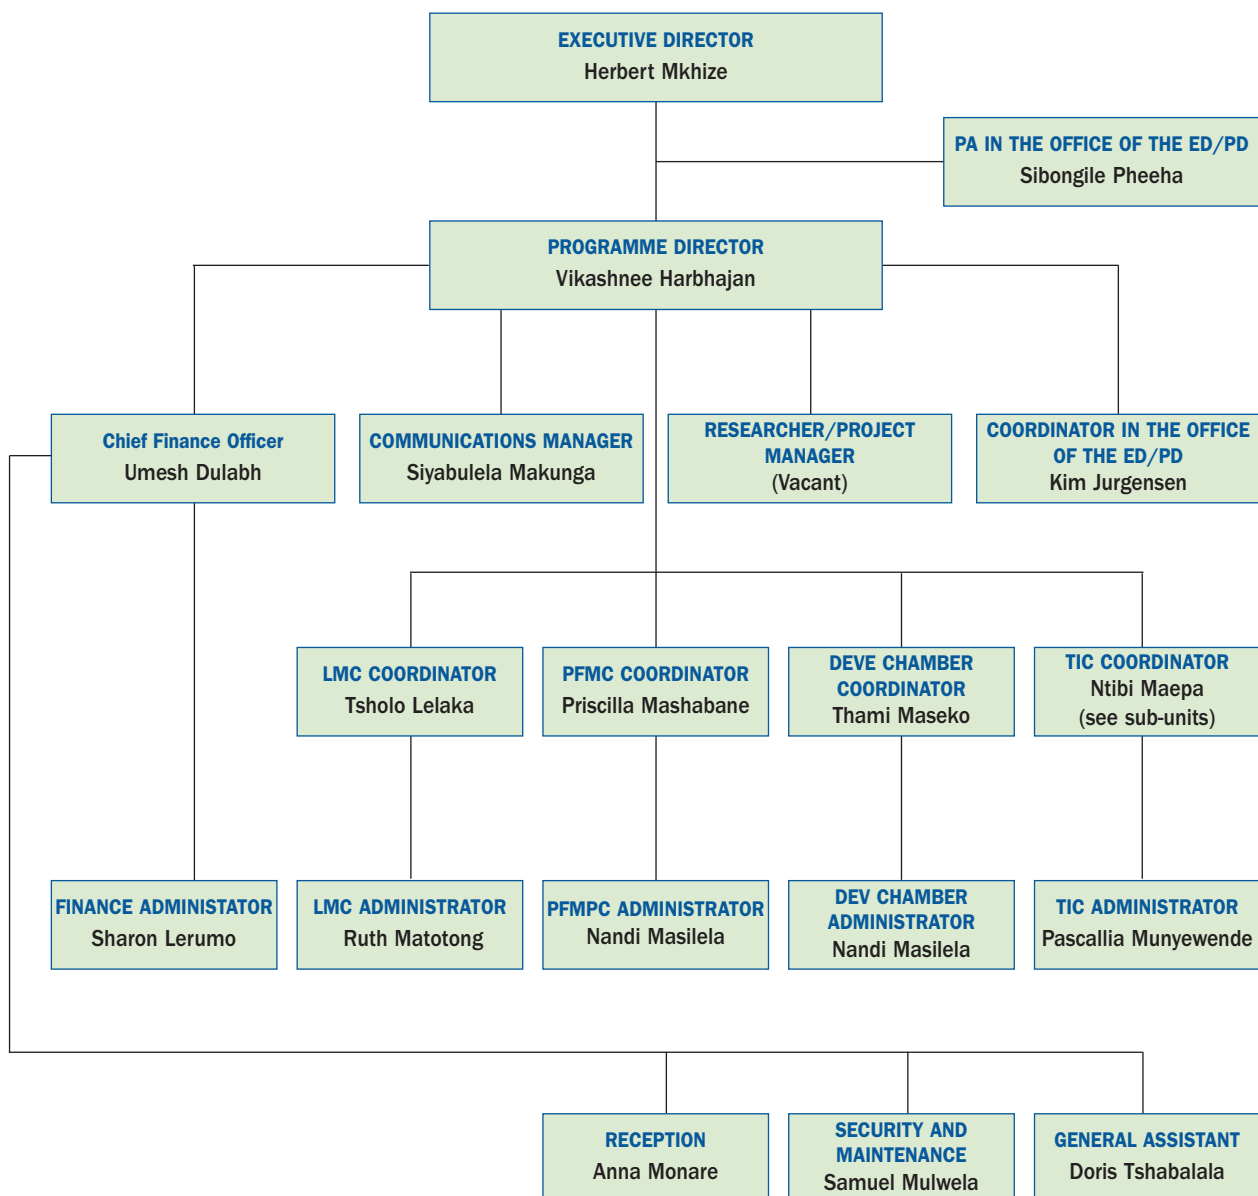 EXECUTIVE DIRECTOR
Herbert Mkhize
PA IN THE OFFICE OF THE ED/PD
Sibongile Pheeha
PROGRAMME DIRECTOR
Vikashnee Harbhajan
Chief Finance Officer
Umesh Dulabh
COMMUNICATIONS MANAGER
Siyabulela Makunga
RESEARCHER/PROJECT
MANAGER
(Vacant)
COORDINATOR IN THE OFFICE
OF THE ED/PD
Kim Jurgensen
LMC COORDINATOR
Tsholo Lelaka
PFMC COORDINATOR
Priscilla Mashabane
DEVE CHAMBER
COORDINATOR
Thami Maseko
TIC COORDINATOR
Ntibi Maepa
(see sub-units)
FINANCE ADMINISTATOR
Sharon Lerumo
LMC ADMINISTRATOR
Ruth Matotong
PFMPC ADMINISTRATOR
Nandi Masilela
DEV CHAMBER
ADMINISTRATOR
Nandi Masilela
TIC ADMINISTRATOR
Pascallia Munyewende
RECEPTION
Anna Monare
SECURITY AND
MAINTENANCE
Samuel Mulwela
GENERAL ASSISTANT
Doris Tshabalala